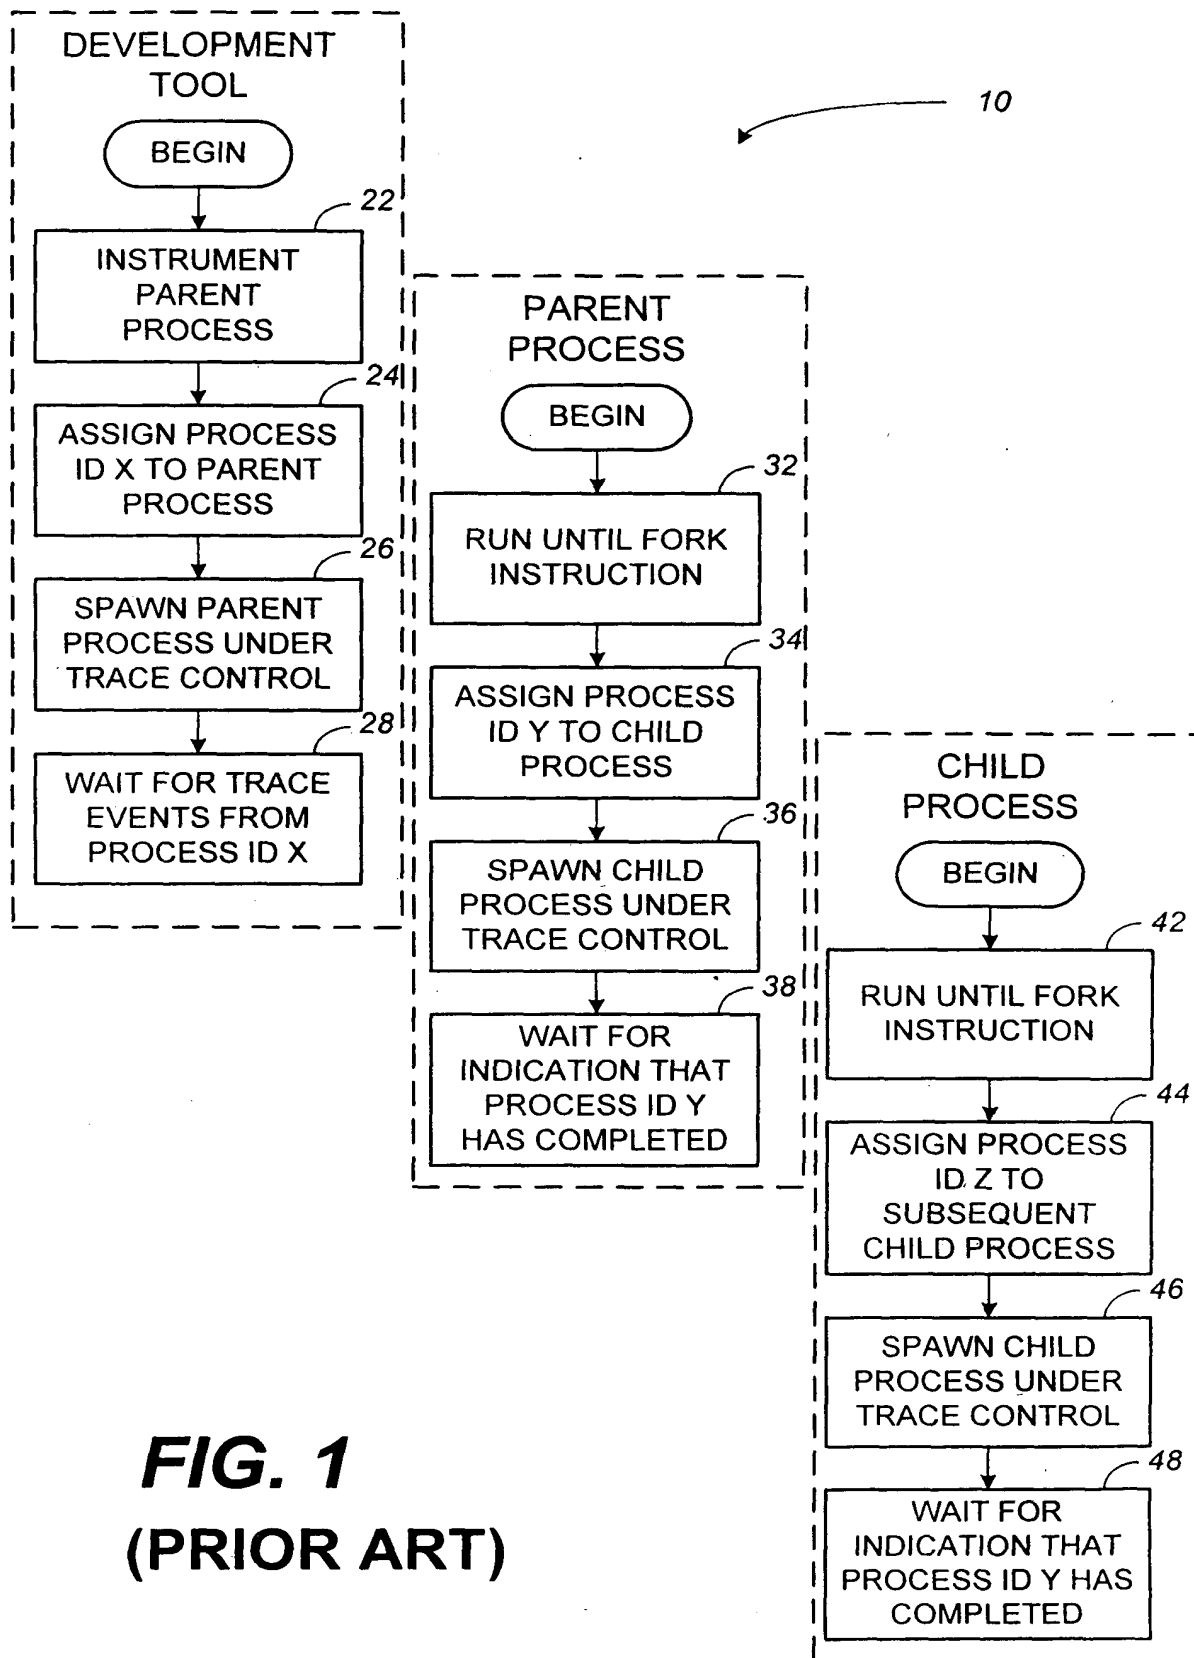 DEVELOPMENT
TOOL
BEGIN
22
INSTRUMENT
PARENT
PROCESS
24
ASSIGN PROCESS
ID X TO PARENT
PROCESS
26
SPAWN PARENT
PROCESS UNDER
TRACE CONTROL
28
WAIT FOR TRACE
EVENTS FROM
PROCESS ID X
10
PARENT
PROCESS
BEGIN
32
RUN UNTIL FORK
INSTRUCTION
34
ASSIGN PROCESS
ID Y TO CHILD
PROCESS
36
SPAWN CHILD
PROCESS UNDER
TRACE CONTROL
38
WAIT FOR
INDICATION THAT
PROCESS ID Y
HAS COMPLETED
CHILD
PROCESS
BEGIN
42
RUN UNTIL FORK
INSTRUCTION
44
ASSIGN PROCESS
ID Z TO
SUBSEQUENT
CHILD PROCESS
46
SPAWN CHILD
PROCESS UNDER
TRACE CONTROL
48
WAIT FOR
INDICATION THAT
PROCESS ID Y HAS
COMPLETED
FIG. 1
(PRIOR ART)